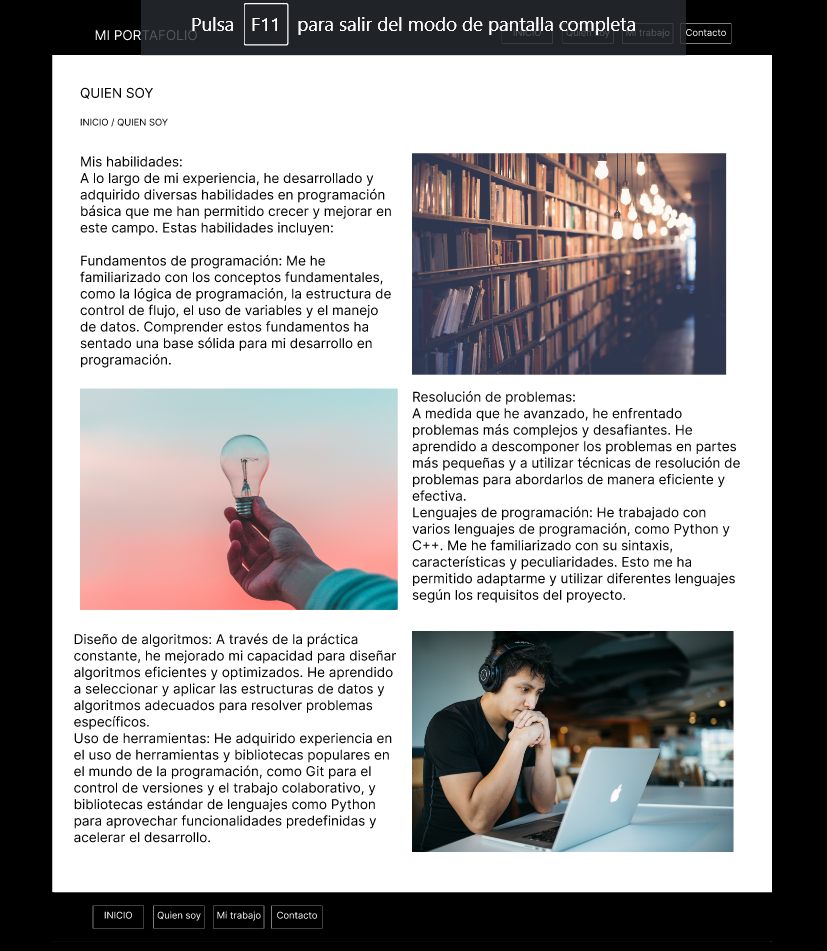 Pulsa F11 para salir del modo de pantalla completa
MI PORTAFOLIO
INICIO Quien soy Mi trabajo Contacto
QUIEN SOY
INICIO / QUIEN SOY
Mis habilidades:
A lo largo de mi experiencia, he desarrollado y
adquirido diversas habilidades en programación
básica que me han permitido crecer y mejorar en
este campo. Estas habilidades incluyen:
Fundamentos de programación: Me he
familiarizado con los conceptos fundamentales,
como la lógica de programación, la estructura de
control de flujo, el uso de variables y el manejo
de datos. Comprender estos fundamentos ha
sentado una base sólida para mi desarrollo en
programación.
Resolución de problemas:
A medida que he avanzado, he enfrentado
problemas más complejos y desafiantes. He
aprendido a descomponer los problemas en partes
más pequeñas y a utilizar técnicas de resolución de
problemas para abordarlos de manera eficiente y
efectiva.
Lenguajes de programación: He trabajado con
varios lenguajes de programación, como Python y
C++. Me he familiarizado con su sintaxis,
características y peculiaridades. Esto me ha
permitido adaptarme y utilizar diferentes lenguajes
según los requisitos del proyecto.
Diseño de algoritmos: A través de la práctica
constante, he mejorado mi capacidad para diseñar
algoritmos eficientes y optimizados. He aprendido
a seleccionar y aplicar las estructuras de datos y
algoritmos adecuados para resolver problemas
específicos.
Uso de herramientas: He adquirido experiencia en
el uso de herramientas y bibliotecas populares en
el mundo de la programación, como Git para el
control de versiones y el trabajo colaborativo, y
bibliotecas estándar de lenguajes como Python
para aprovechar funcionalidades predefinidas y
acelerar el desarrollo.
INICIO Quien soy Mi trabajo Contacto